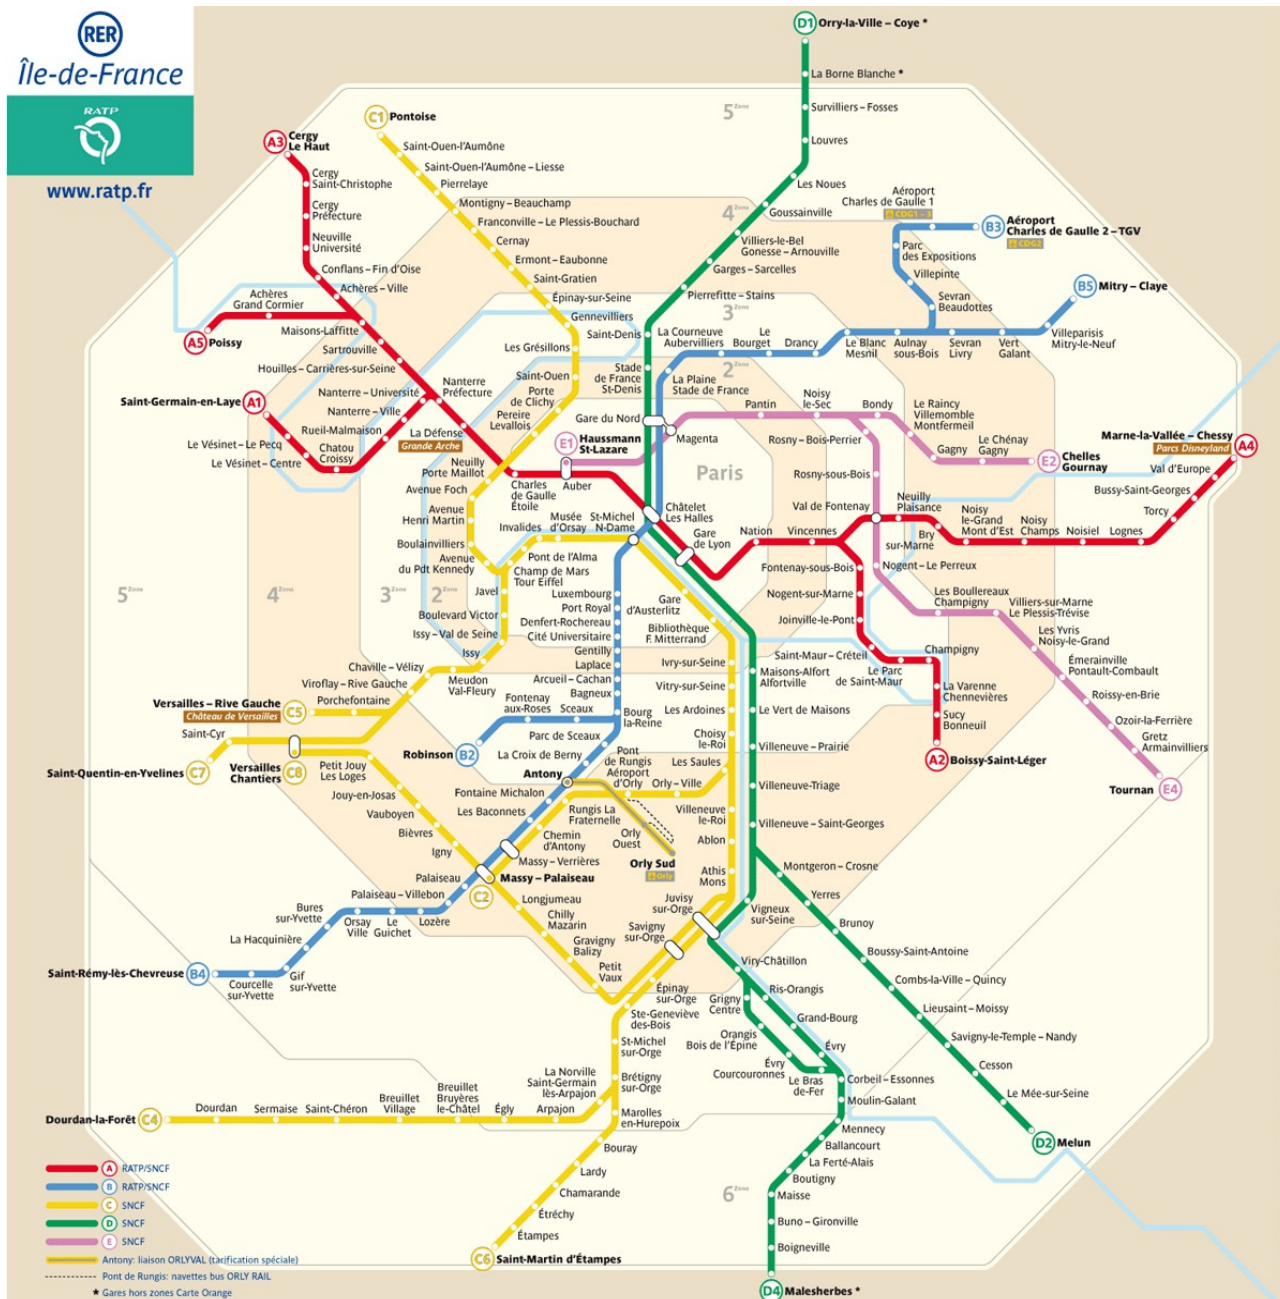 RER
Île-de-France
RATP
www.ratp.fr
D1 Orry-la-Ville – Coye *
La Borne Blanche *
Survilliers – Fosses
Louvres
Les Noues
Goussainville
Villiers-le-Bel
Gonesse – Arnouville
Garges – Sarcelles
Pierrefitte – Stains
Saint-Denis
Stade
de France
St-Denis
5 Zone
4 Zone
3 Zone
2 Zone
C1 Pontoise
Saint-Ouen-l'Aumône
Saint-Ouen-l'Aumône – Liesse
Pierrelaye
Montigny – Beauchamp
Franconville – Le Plessis-Bouchard
Cernay
Ermont – Eaubonne
Saint-Gratien
Épinay-sur-Seine
Gennevilliers
Les Grésillons
Saint-Ouen
Porte
de Clichy
Pereire
Levallois
A3 Cergy
Le Haut
Cergy
Saint-Christophe
Cergy
Préfecture
Neuville
Université
Conflans – Fin d'Oise
Achères – Ville
Achères
Grand Cormier
A5 Poissy
Maisons-Laffitte
Sartrouville
Houilles – Carrières-sur-Seine
Nanterre – Université
Nanterre
Préfecture
Nanterre – Ville
Rueil-Malmaison
Chatou
Croissy
Le Vésinet – Centre
Le Vésinet – Le Pecq
Saint-Germain-en-Laye A1
La Défense
Grande Arche
Neuilly
Porte Maillot
Avenue Foch
Avenue
Henri Martin
Boulainvilliers
Avenue
du Pdt Kennedy
Charles
de Gaulle
Étoile
Auber
E1 Haussmann
St-Lazare
Gare du Nord
Magenta
Paris
Châtelet
Les Halles
Gare
de Lyon
Nation
Vincennes
Aéroport
Charles de Gaulle 1
CDG1 - 3
B3 Aéroport
Charles de Gaulle 2 – TGV
CDG2
Parc
des Expositions
Villepinte
Sevran
Beaudottes
B5 Mitry – Claye
Villeparisis
Mitry-le-Neuf
Vert
Galant
Sevran
Livry
Aulnay
sous-Bois
Le Blanc
Mesnil
Drancy
Le
Bourget
La Courneuve
Aubervilliers
La Plaine
Stade de France
Pantin
Noisy
le-Sec
Bondy
Le Raincy
Villemomble
Montfermeil
Gagny
Le Chénay
Gagny
E2 Chelles
Gournay
Rosny – Bois-Perrier
Rosny-sous-Bois
Val de Fontenay
Marne-la-Vallée – Chessy A4
Parcs Disneyland
Val d'Europe
Bussy-Saint-Georges
Torcy
Lognes
Noisiel
Noisy
Champs
Noisy
le-Grand
Mont d'Est
Bry
sur-Marne
Neuilly
Plaisance
Nogent – Le Perreux
Les Boullereaux
Champigny
Villiers-sur-Marne
Le Plessis-Trévise
Les Yvris
Noisy-le-Grand
Émerainville
Pontault-Combault
Roissy-en-Brie
Ozoir-la-Ferrière
Gretz
Armainvilliers
Tournan E4
Fontenay-sous-Bois
Nogent-sur-Marne
Joinville-le-Pont
Saint-Maur – Créteil
Le Parc
de Saint-Maur
Champigny
La Varenne
Chennevières
Sucy
Bonneuil
A2 Boissy-Saint-Léger
Invalides
Musée
d'Orsay
St-Michel
N-Dame
Pont de l'Alma
Champ de Mars
Tour Eiffel
Javel
Boulevard Victor
Issy – Val de Seine
Issy
Meudon
Val-Fleury
Chaville – Vélizy
Viroflay – Rive Gauche
Porchefontaine
Versailles – Rive Gauche C5
Château de Versailles
Saint-Cyr
Saint-Quentin-en-Yvelines C7
Versailles
Chantiers C8
5 Zone
4 Zone
3 Zone
2 Zone
Luxembourg
Port Royal
Denfert-Rochereau
Cité Universitaire
Gentilly
Laplace
Arcueil – Cachan
Bagneux
Bourg
la-Reine
Fontenay
aux-Roses
Sceaux
Robinson B2
Parc de Sceaux
La Croix de Berny
Antony
Fontaine Michalon
Les Baconnets
Massy – Verrières
Chemin
d'Antony
Rungis La
Fraternelle
Pont
de Rungis
Aéroport
d'Orly
Orly – Ville
Les Saules
Orly
Ouest
Orly Sud
Orly
Gare
d'Austerlitz
Bibliothèque
F. Mitterrand
Ivry-sur-Seine
Vitry-sur-Seine
Les Ardoines
Choisy
le-Roi
Villeneuve
le-Roi
Ablon
Athis
Mons
Juvisy
sur-Orge
Savigny
sur-Orge
Maisons-Alfort
Alfortville
Le Vert de Maisons
Villeneuve – Prairie
Villeneuve-Triage
Villeneuve – Saint-Georges
Montgeron – Crosne
Yerres
Brunoy
Boussy-Saint-Antoine
Combs-la-Ville – Quincy
Lieusaint – Moissy
Savigny-le-Temple – Nandy
Cesson
Le Mée-sur-Seine
D2 Melun
Vigneux
sur-Seine
Viry-Châtillon
Ris-Orangis
Grand-Bourg
Évry
Grigny
Centre
Orangis
Bois de l'Épine
Évry
Courcouronnes
Le Bras
de-Fer
Corbeil – Essonnes
Moulin-Galant
Mennecy
Ballancourt
La Ferté-Alais
Boutigny
Maisse
Buno – Gironville
Boigneville
D4 Malesherbes *
6 Zone
Petit Jouy
Les Loges
Jouy-en-Josas
Vauboyen
Bièvres
Igny
C2 Massy – Palaiseau
Palaiseau
Palaiseau – Villebon
Lozère
Le
Guichet
Orsay
Ville
Bures
sur-Yvette
La Hacquinière
Gif
sur-Yvette
Courcelle
sur-Yvette
Saint-Rémy-lès-Chevreuse B4
Longjumeau
Chilly
Mazarin
Gravigny
Balizy
Petit
Vaux
Épinay
sur-Orge
Ste-Geneviève
des-Bois
St-Michel
sur-Orge
Brétigny
sur-Orge
Marolles
en-Hurepoix
Bouray
Lardy
Chamarande
Étréchy
Étampes
C6 Saint-Martin d'Étampes
La Norville
Saint-Germain
lès-Arpajon
Arpajon
Égly
Breuillet
Bruyères
le-Châtel
Breuillet
Village
Saint-Chéron
Sermaise
Dourdan
Dourdan-la-Forêt C4
A RATP/SNCF
B RATP/SNCF
C SNCF
D SNCF
E SNCF
Antony: liaison ORLYVAL (tarification spéciale)
Pont de Rungis: navettes bus ORLY RAIL
* Gares hors zones Carte Orange